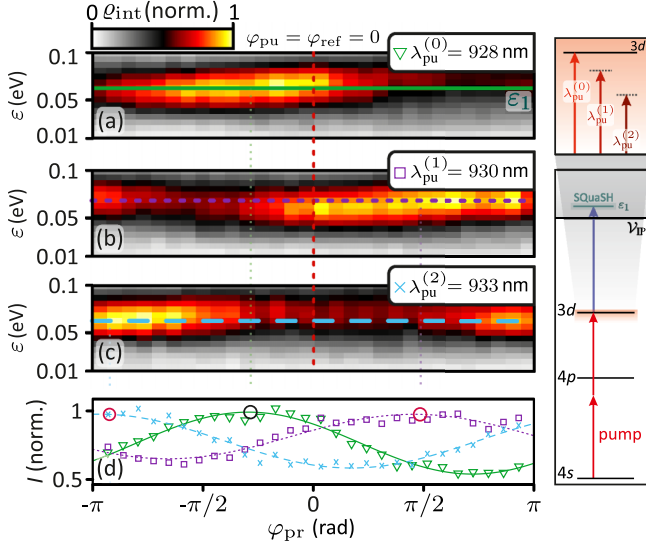 0 ϱint(norm.) 1
φpu = φref = 0
0.1
0.05
0.01
ε (eV)
(a)
λpu(0) = 928 nm
ε1
0.1
0.05
0.01
ε (eV)
(b)
λpu(1) = 930 nm
0.1
0.05
0.01
ε (eV)
(c)
λpu(2) = 933 nm
1
0.5
I (norm.)
(d)
-π -π/2 0 π/2 π
φpr (rad)
3d
λpu(0)
λpu(1)
λpu(2)
SQuaSH
ε1
VIP
3d
4p
pump
4s